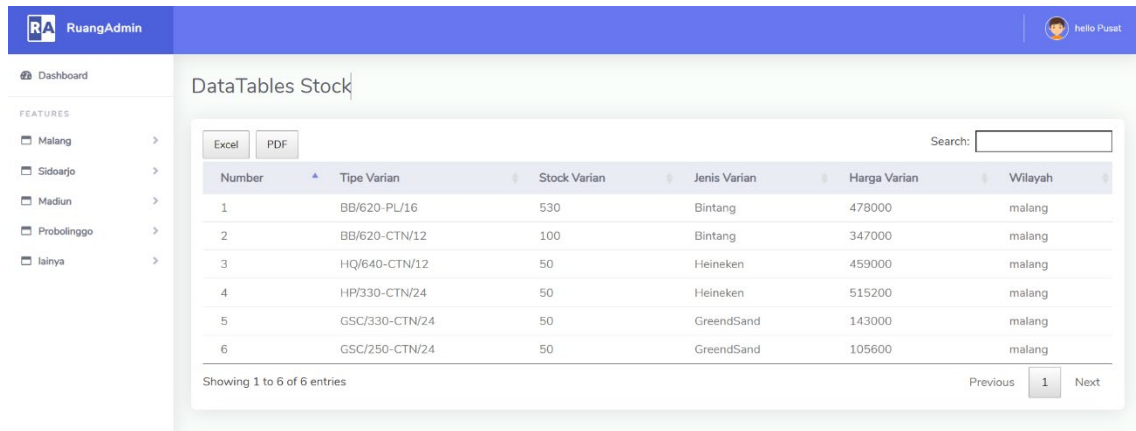 RA RuangAdmin
hello Pusat
Dashboard
FEATURES
Malang
Sidoarjo
Madiun
Probolinggo
lainya
DataTables Stock
Excel PDF Search:
Number Tipe Varian Stock Varian Jenis Varian Harga Varian Wilayah
1 BB/620-PL/16 530 Bintang 478000 malang
2 BB/620-CTN/12 100 Bintang 347000 malang
3 HQ/640-CTN/12 50 Heineken 459000 malang
4 HP/330-CTN/24 50 Heineken 515200 malang
5 GSC/330-CTN/24 50 GreendSand 143000 malang
6 GSC/250-CTN/24 50 GreendSand 105600 malang
Showing 1 to 6 of 6 entries Previous 1 Next